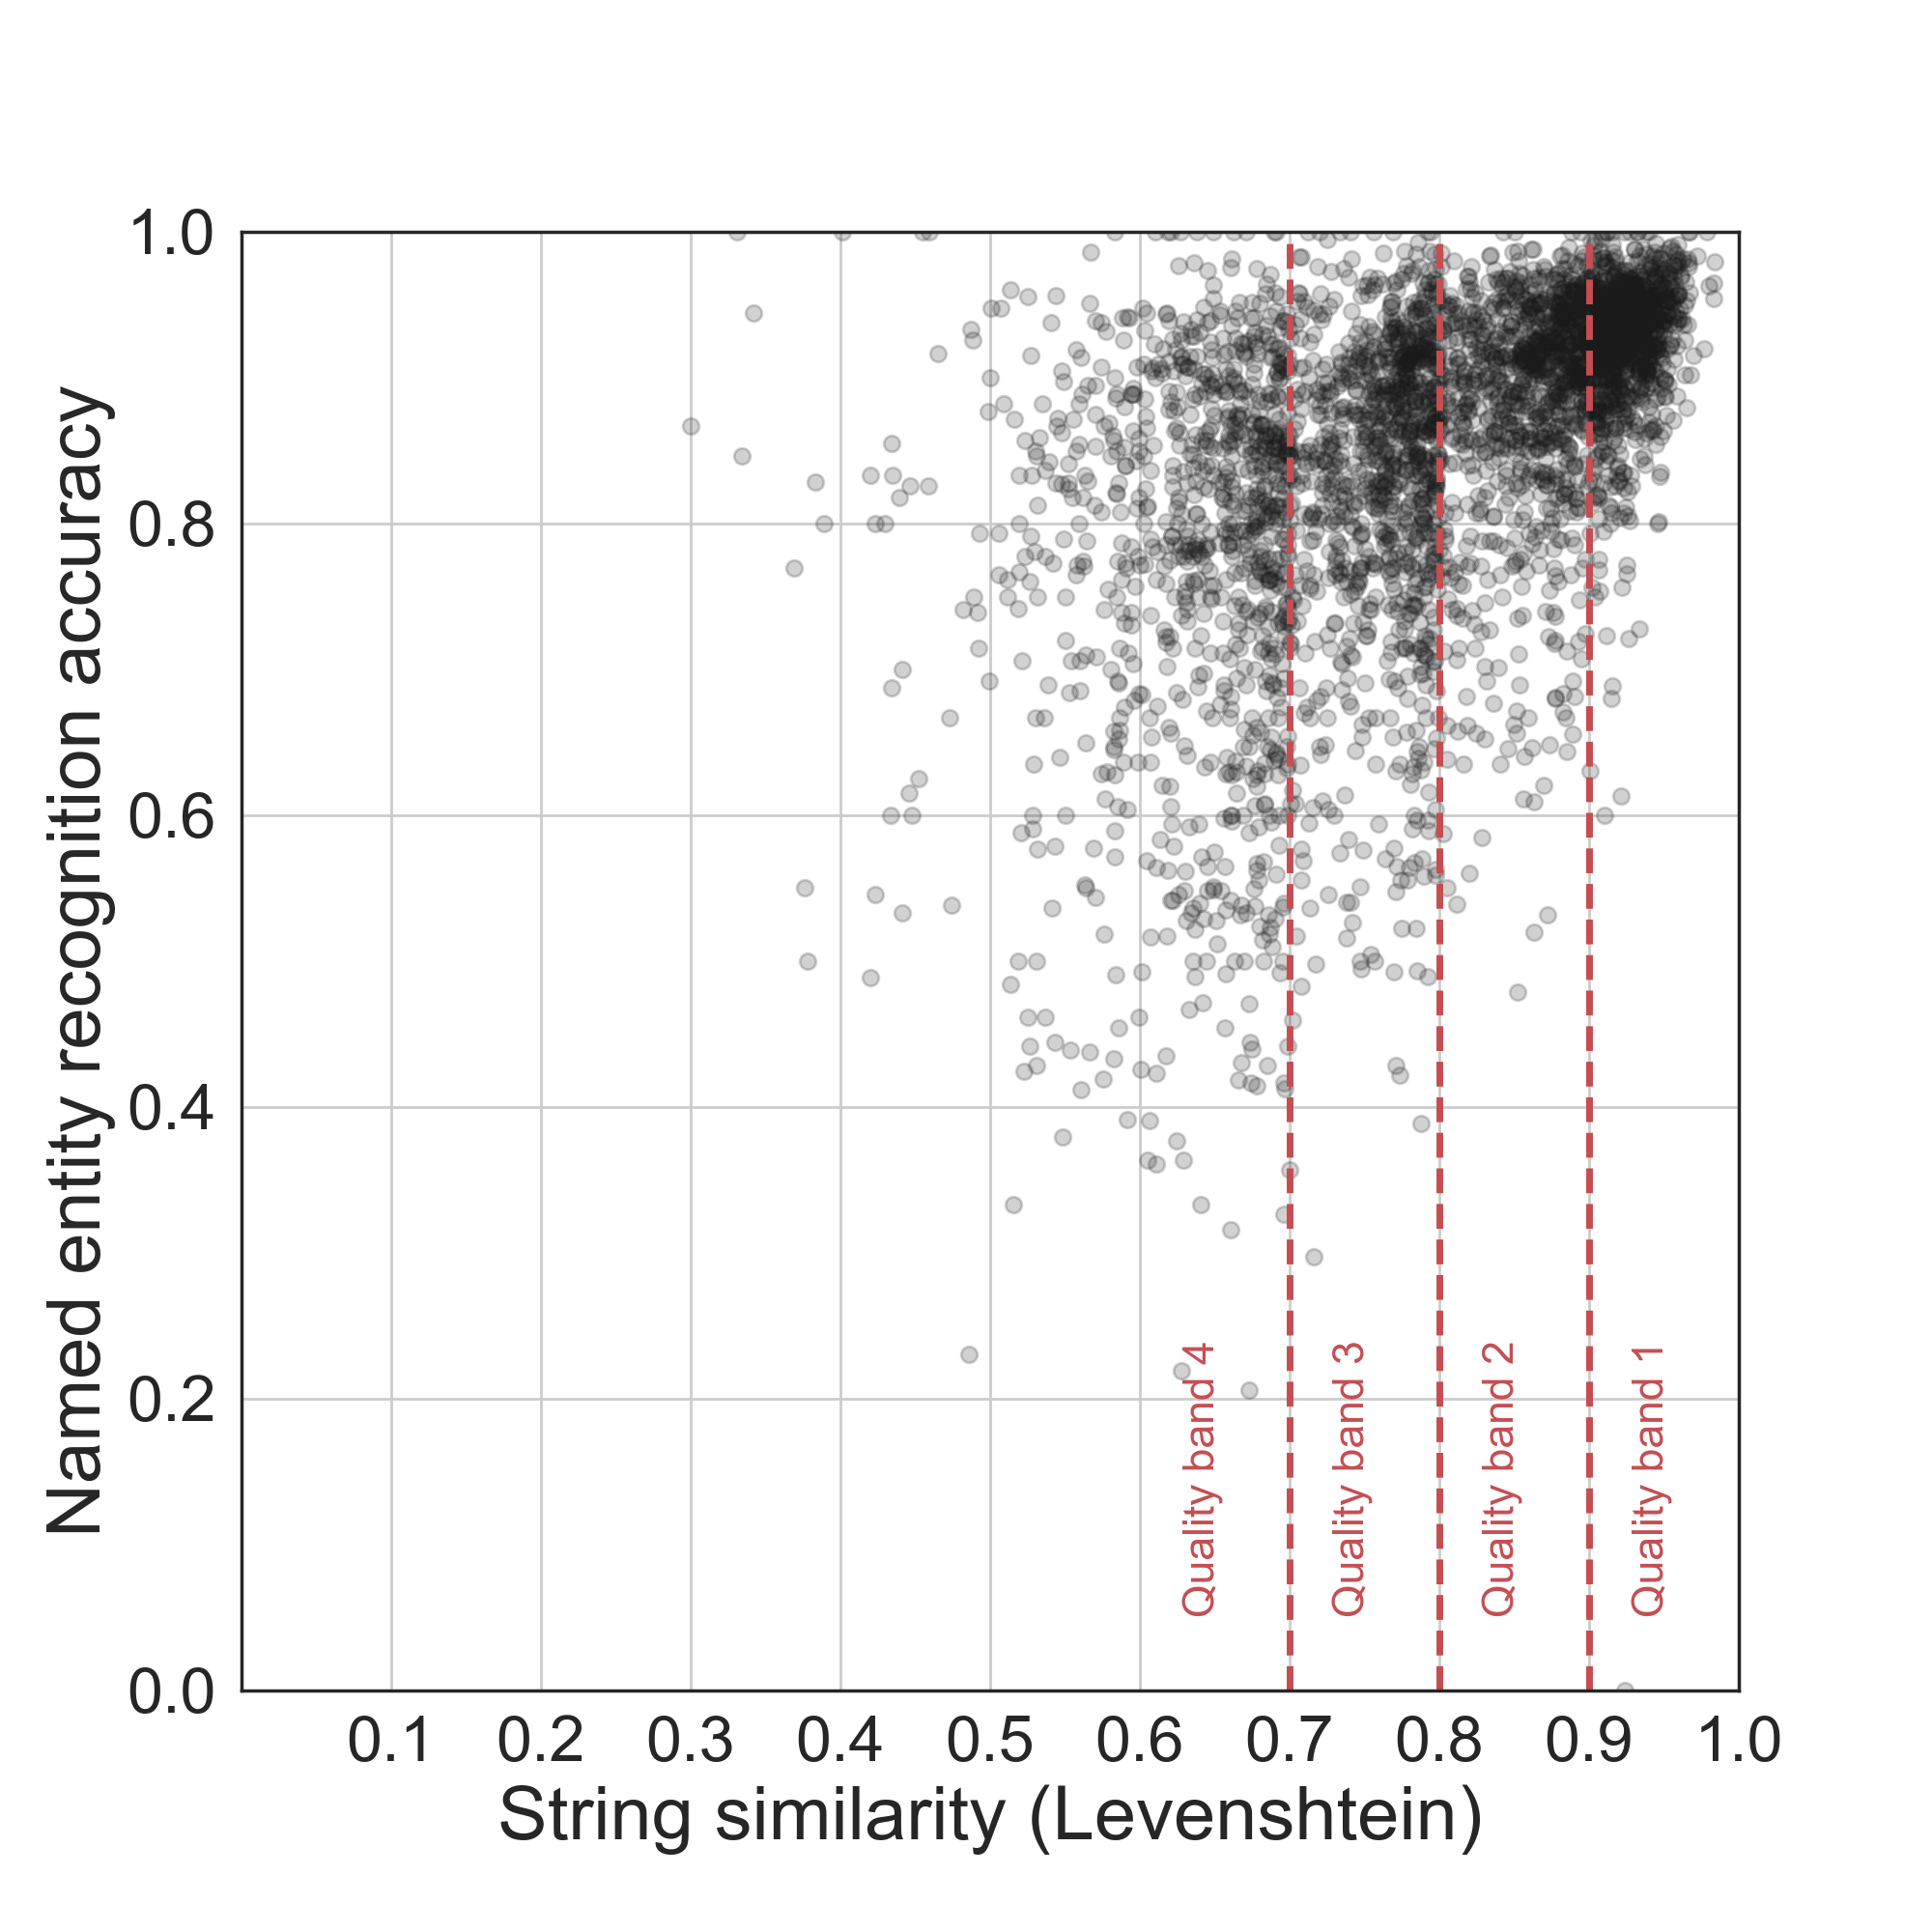 Named entity recognition accuracy
1.0
0.8
0.6
0.4
0.2
0.0
Quality band 4
Quality band 3
Quality band 2
Quality band 1
0.1 0.2 0.3 0.4 0.5 0.6 0.7 0.8 0.9 1.0
String similarity (Levenshtein)